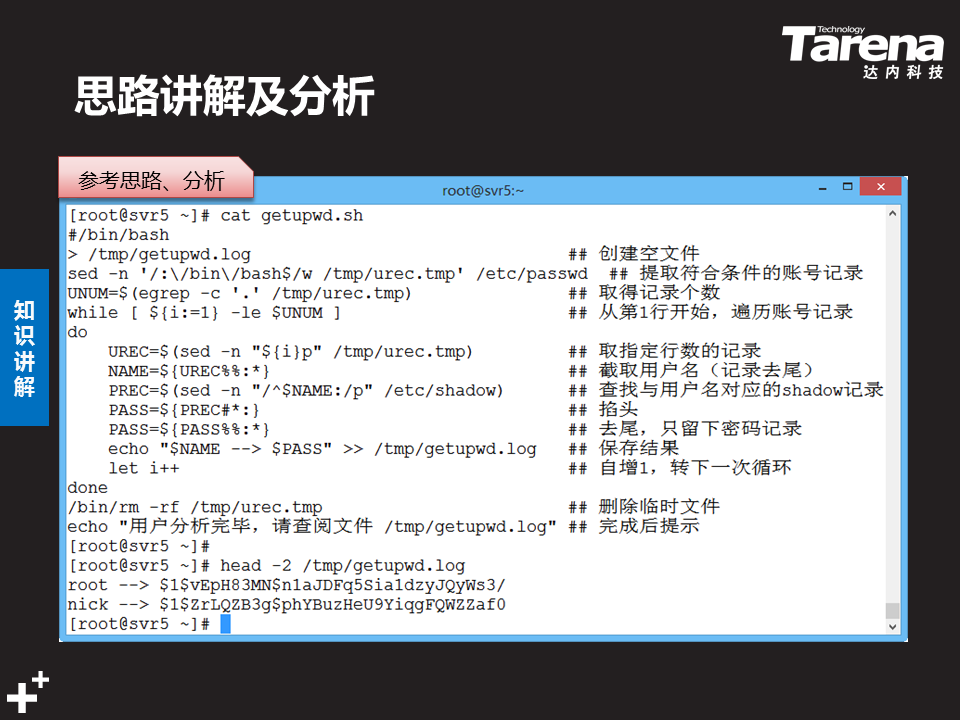 Technology
Tarena
达内科技
思路讲解及分析
参考思路、分析
root@svr5:~
知识讲解
[root@svr5 ~]# cat getupwd.sh
#/bin/bash
> /tmp/getupwd.log ## 创建空文件
sed -n '/:\/bin\/bash$/w /tmp/urec.tmp' /etc/passwd ## 提取符合条件的账号记录
UNUM=$(egrep -c '.' /tmp/urec.tmp) ## 取得记录个数
while [ ${i:=1} -le $UNUM ] ## 从第1行开始，遍历账号记录
do
UREC=$(sed -n "${i}p" /tmp/urec.tmp) ## 取指定行数的记录
NAME=${UREC%%:*} ## 截取用户名（记录去尾）
PREC=$(sed -n "/^$NAME:/p" /etc/shadow) ## 查找与用户名对应的shadow记录
PASS=${PREC#*:} ## 掐头
PASS=${PASS%%:*} ## 去尾，只留下密码记录
echo "$NAME --> $PASS" >> /tmp/getupwd.log ## 保存结果
let i++ ## 自增1，转下一次循环
done
/bin/rm -rf /tmp/urec.tmp ## 删除临时文件
echo "用户分析完毕，请查阅文件 /tmp/getupwd.log" ## 完成后提示
[root@svr5 ~]#
[root@svr5 ~]# head -2 /tmp/getupwd.log
root --> $1$vEpH83MN$n1aJDFq5Sia1dzyJQyWs3/
nick --> $1$ZrLQZB3g$phYBuzHeU9YiqgFQWZZaf0
[root@svr5 ~]#